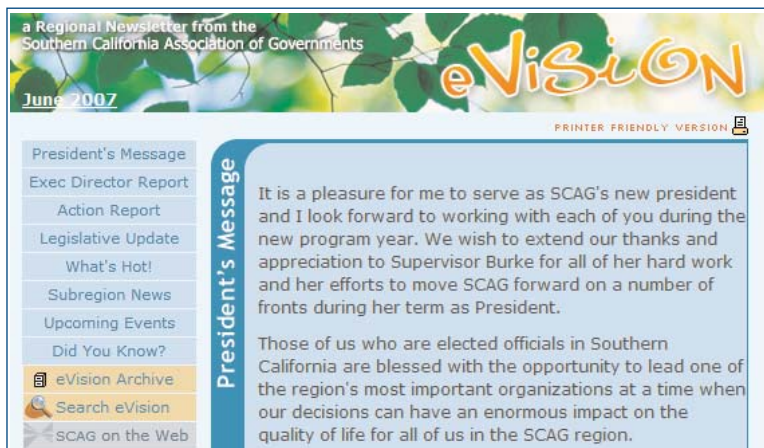 a Regional Newsletter from the
Southern California Association of Governments
eVISION
June 2007
PRINTER FRIENDLY VERSION
President's Message
Exec Director Report
Action Report
Legislative Update
What's Hot!
Subregion News
Upcoming Events
Did You Know?
eVision Archive
Search eVision
SCAG on the Web
President's Message
It is a pleasure for me to serve as SCAG's new president
and I look forward to working with each of you during the
new program year. We wish to extend our thanks and
appreciation to Supervisor Burke for all of her hard work
and her efforts to move SCAG forward on a number of
fronts during her term as President.
Those of us who are elected officials in Southern
California are blessed with the opportunity to lead one of
the region's most important organizations at a time when
our decisions can have an enormous impact on the
quality of life for all of us in the SCAG region.